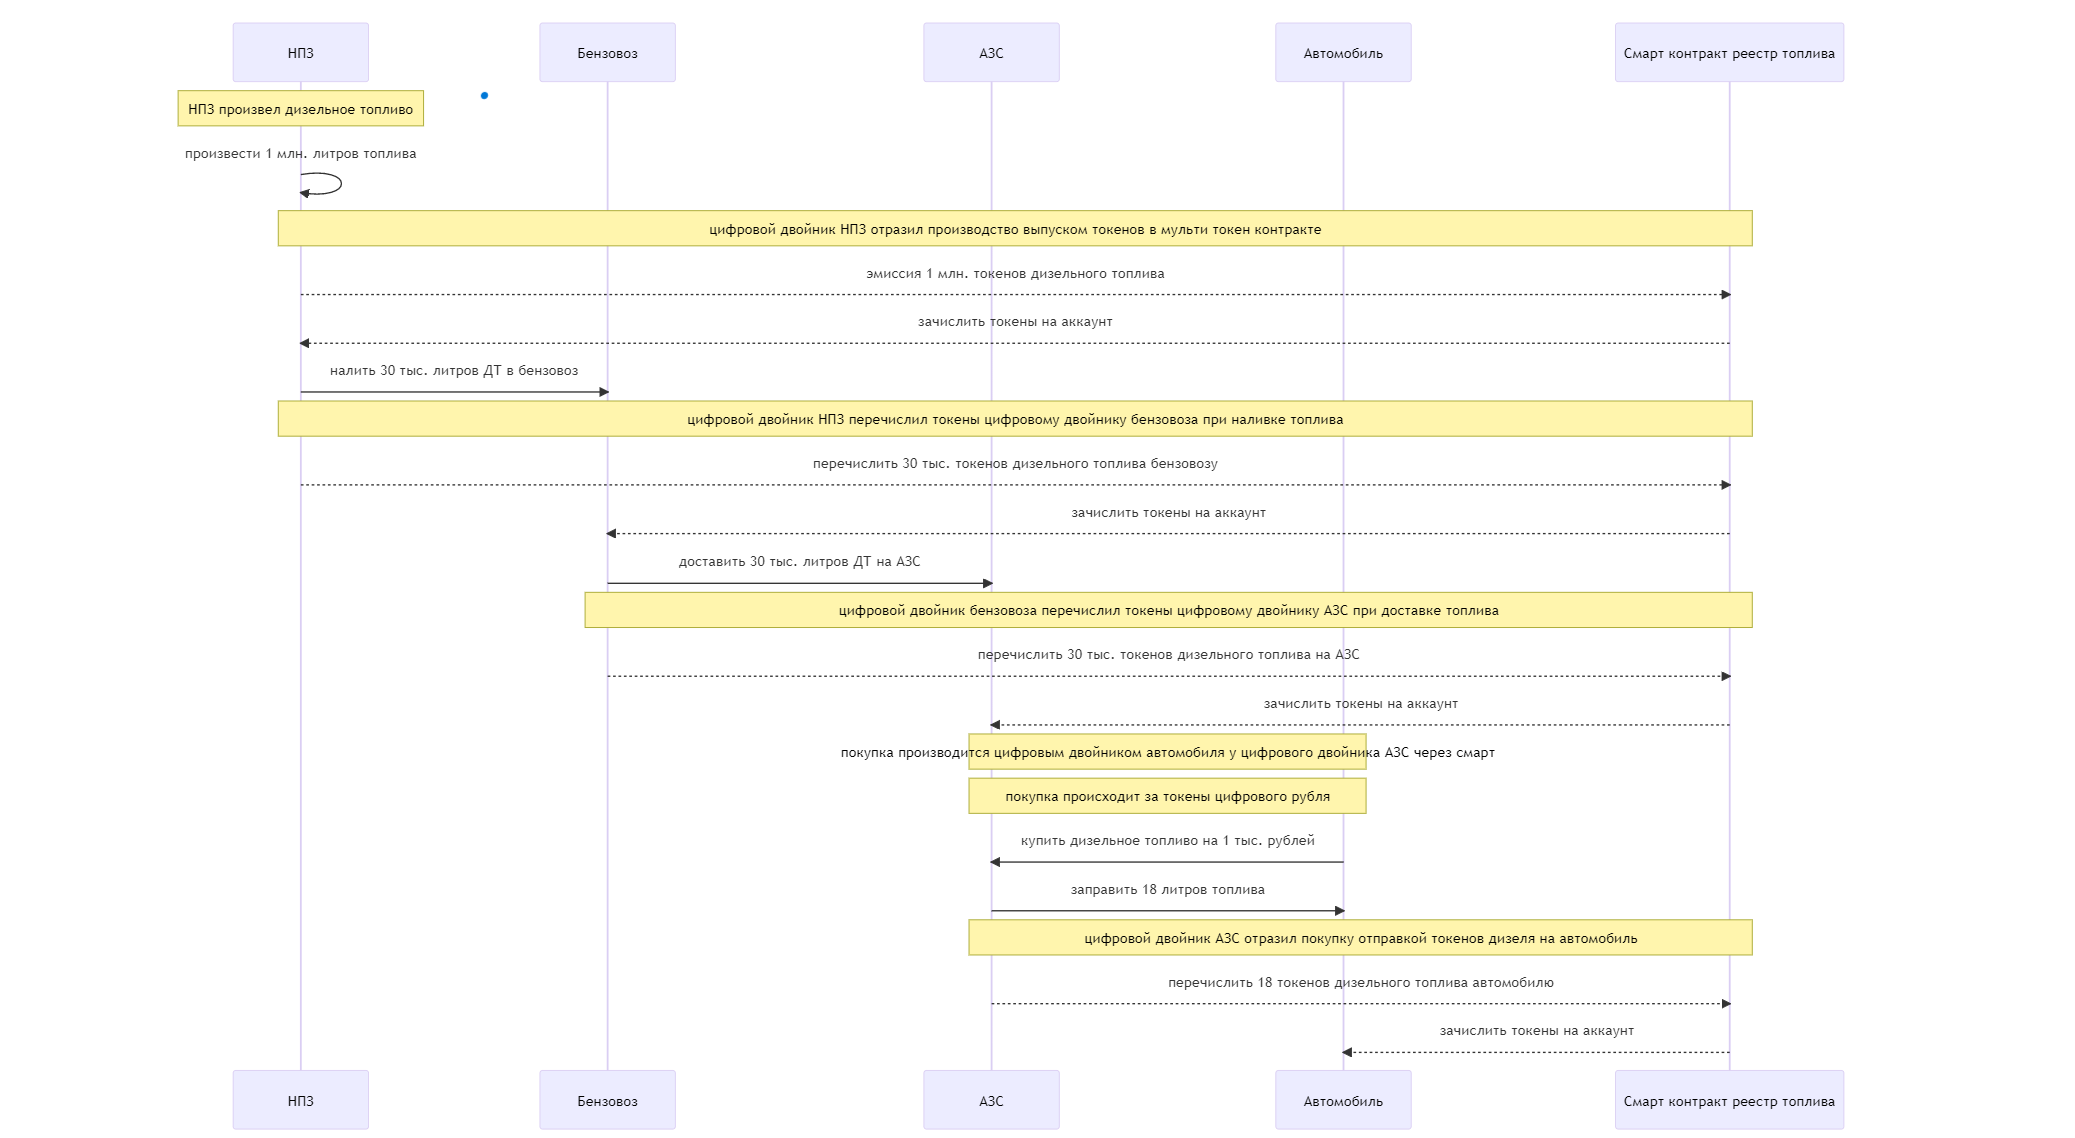 НПЗ
Бензовоз
АЗС
Автомобиль
Смарт контракт реестр топлива
НПЗ произвел дизельное топливо
произвести 1 млн. литров топлива
цифровой двойник НПЗ отразил производство выпуском токенов в мульти токен контракте
эмиссия 1 млн. токенов дизельного топлива
зачислить токены на аккаунт
налить 30 тыс. литров ДТ в бензовоз
цифровой двойник НПЗ перечислил токены цифровому двойнику бензовоза при наливке топлива
перечислить 30 тыс. токенов дизельного топлива бензовозу
зачислить токены на аккаунт
доставить 30 тыс. литров ДТ на АЗС
цифровой двойник бензовоза перечислил токены цифровому двойнику АЗС при доставке топлива
перечислить 30 тыс. токенов дизельного топлива на АЗС
зачислить токены на аккаунт
покупка производится цифровым двойником автомобиля у цифрового двойника АЗС через смарт
покупка происходит за токены цифрового рубля
купить дизельное топливо на 1 тыс. рублей
заправить 18 литров топлива
цифровой двойник АЗС отразил покупку отправкой токенов дизеля на автомобиль
перечислить 18 токенов дизельного топлива автомобилю
зачислить токены на аккаунт
НПЗ
Бензовоз
АЗС
Автомобиль
Смарт контракт реестр топлива